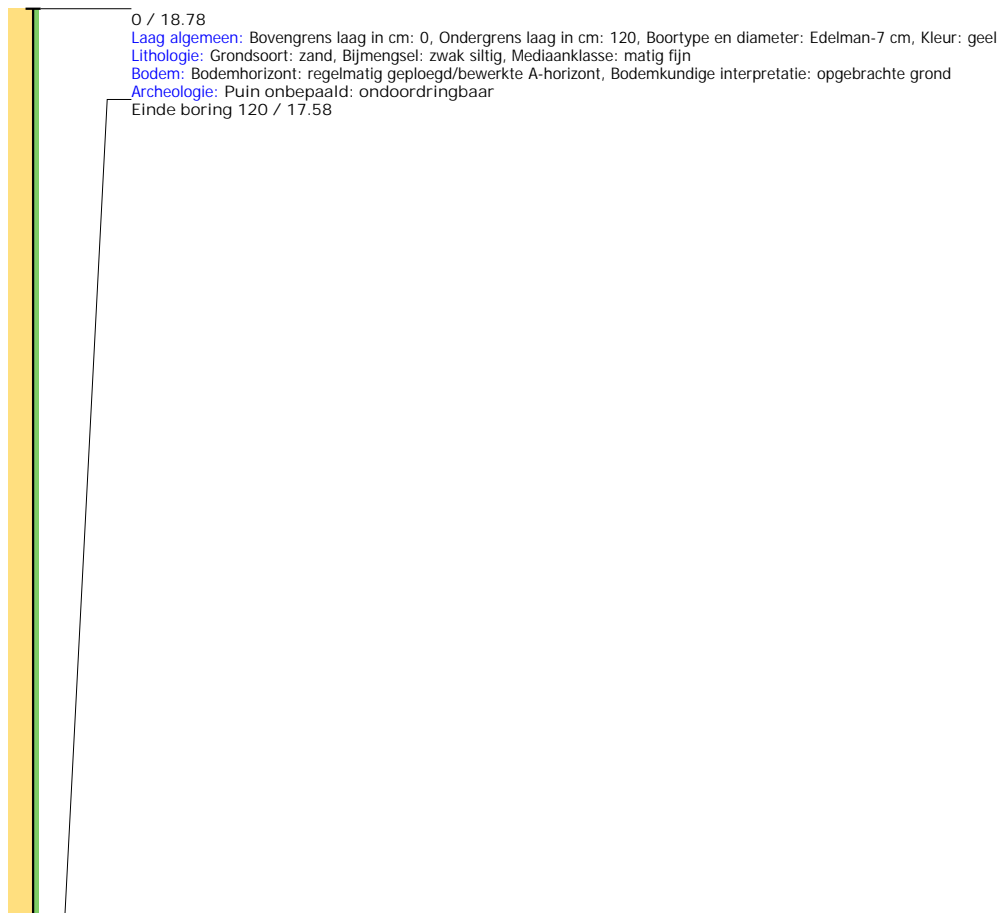 0 / 18.78
Laag algemeen: Bovengrens laag in cm: 0, Ondergrens laag in cm: 120, Boortype en diameter: Edelman-7 cm, Kleur: geel
Lithologie: Grondsoort: zand, Bijmengsel: zwak siltig, Mediaanklasse: matig fijn
Bodem: Bodemhorizont: regelmatig geploegd/bewerkte A-horizont, Bodemkundige interpretatie: opgebrachte grond
Archeologie: Puin onbepaald: ondoordringbaar
Einde boring 120 / 17.58